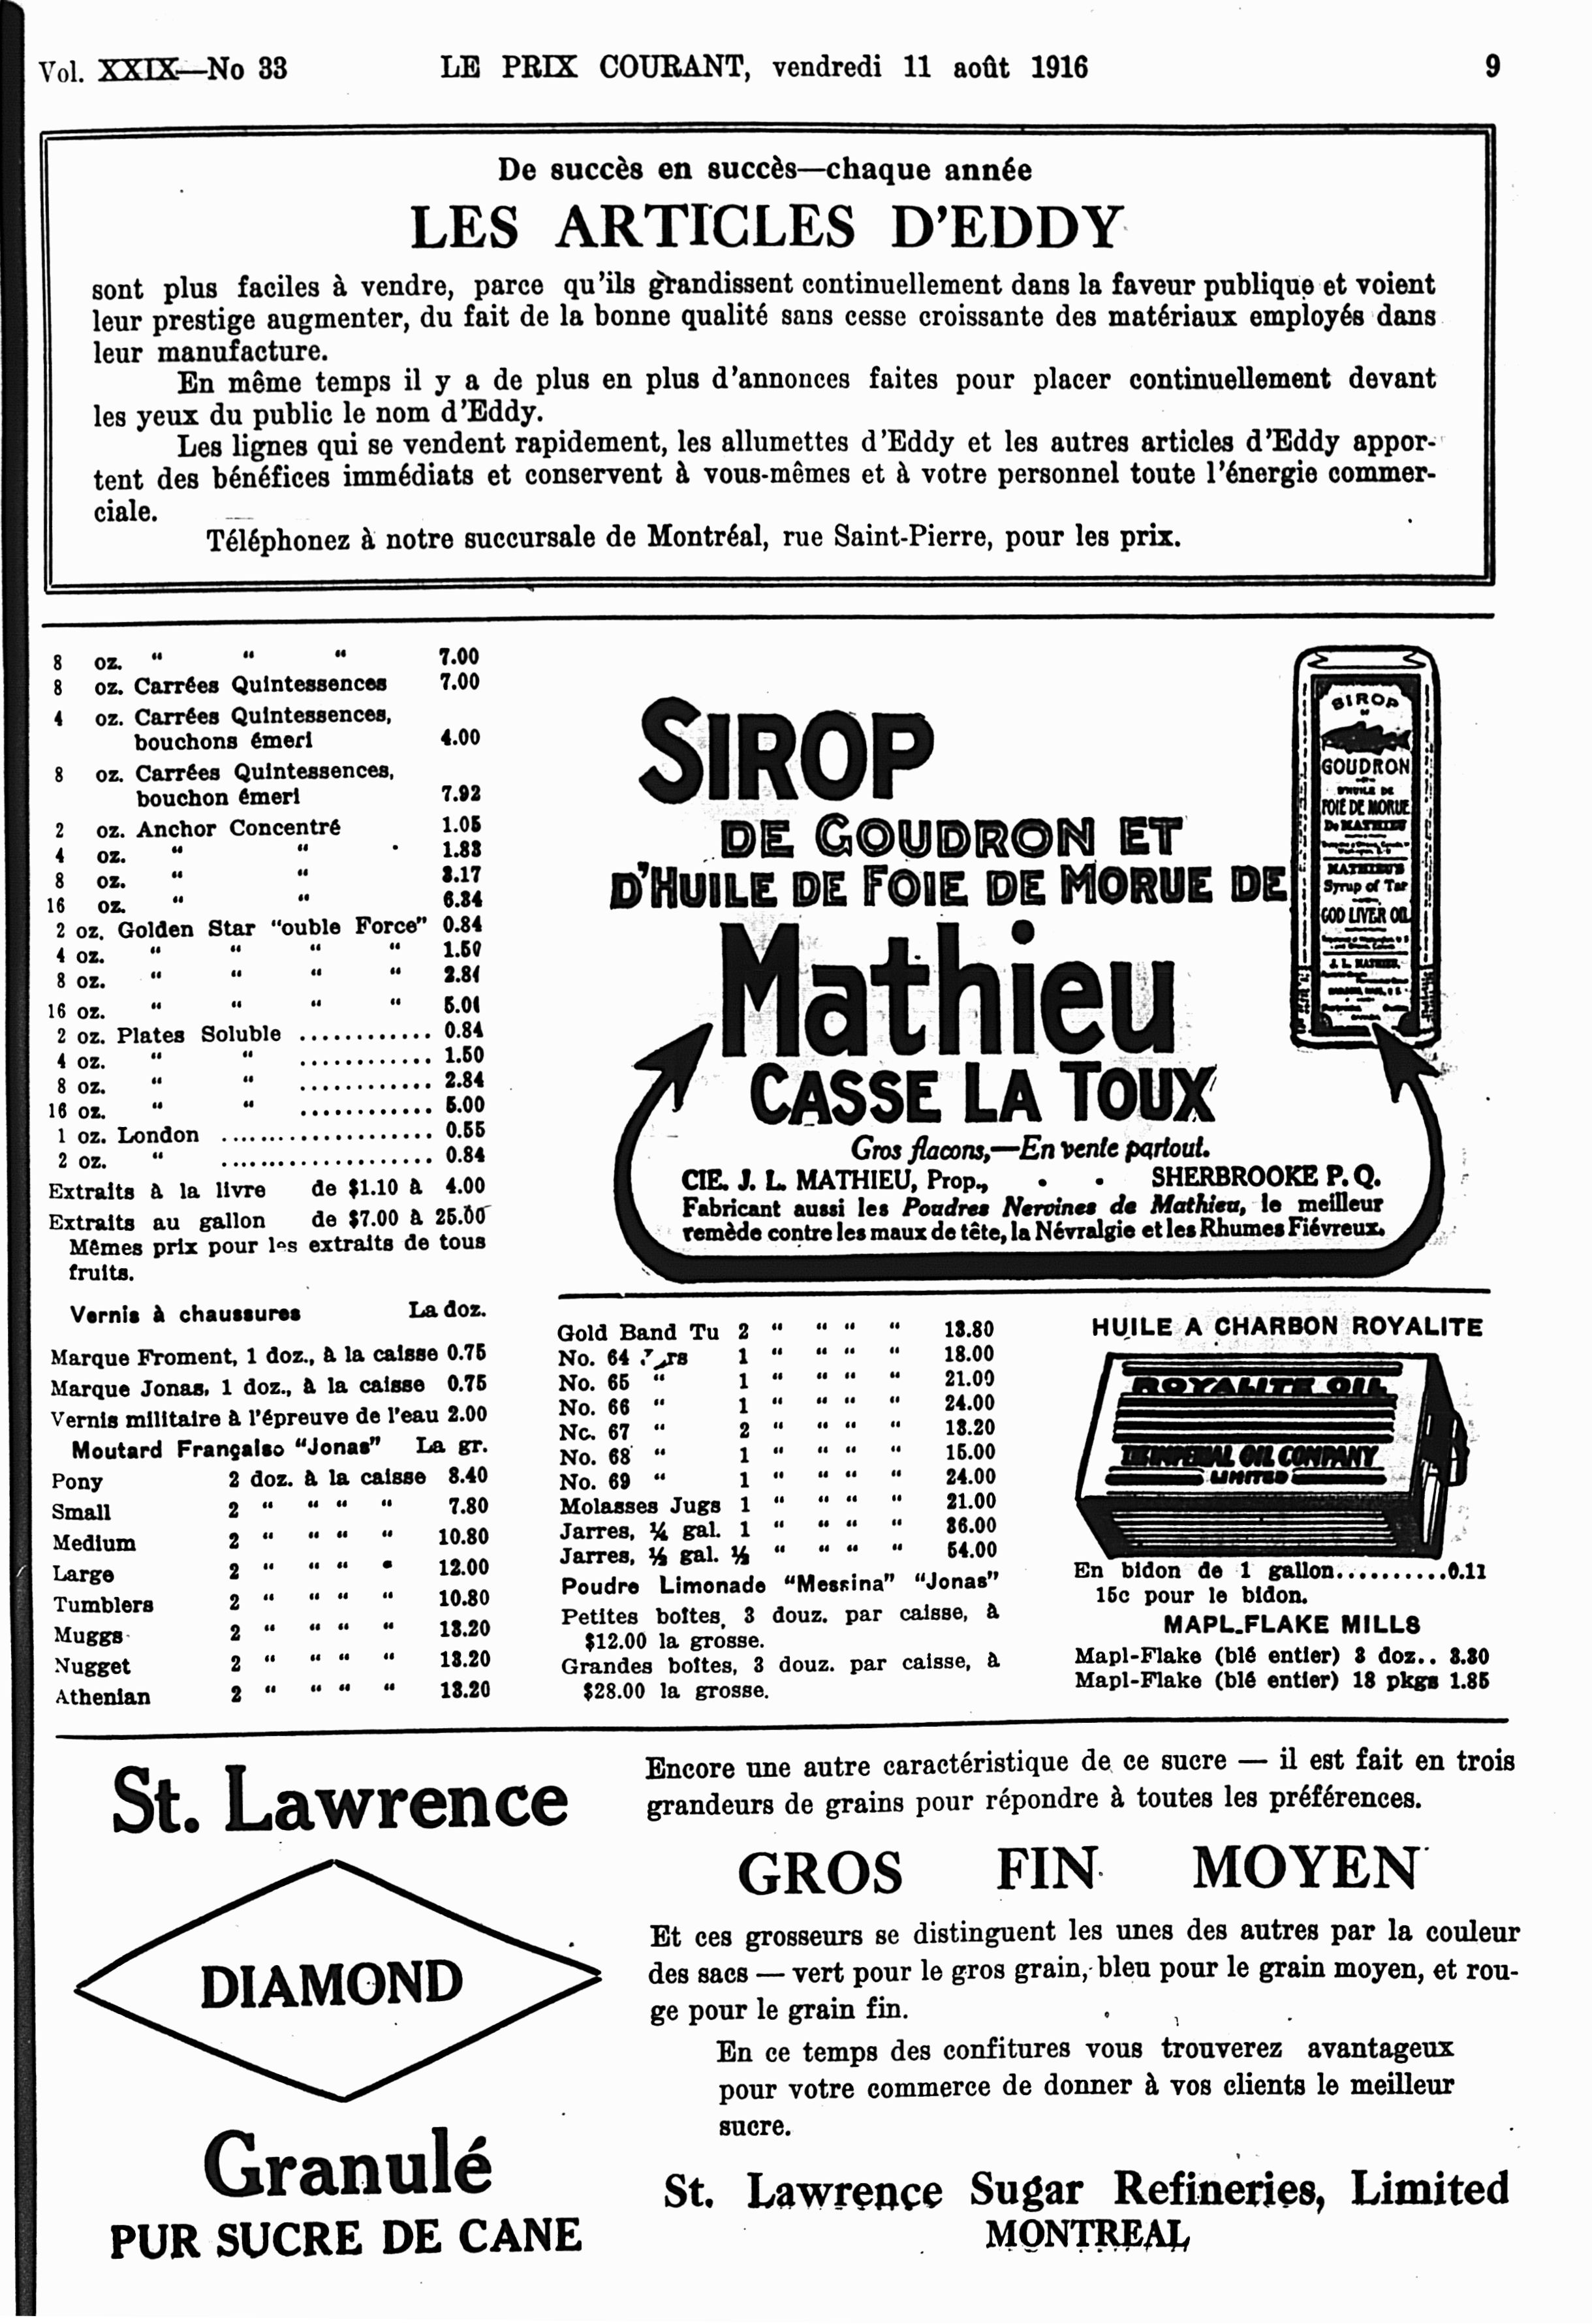 Vol. XXIX—No 33 LE PRIX COURANT, vendredi 11 août 1916 9
De succès en succès—chaque année
LES ARTICLES D'EDDY
sont plus faciles à vendre, parce qu'ils grandissent continuellement dans la faveur publique et voient
leur prestige augmenter, du fait de la bonne qualité sans cesse croissante des matériaux employés dans
leur manufacture.
En même temps il y a de plus en plus d'annonces faites pour placer continuellement devant
les yeux du public le nom d'Eddy.
Les lignes qui se vendent rapidement, les allumettes d'Eddy et les autres articles d'Eddy appor-
tent des bénéfices immédiats et conservent à vous-mêmes et à votre personnel toute l'énergie commer-
ciale.
Téléphonez à notre succursale de Montréal, rue Saint-Pierre, pour les prix.
8 oz. " " " 7.00
8 oz. Carrées Quintessences 7.00
4 oz. Carrées Quintessences,
bouchons émeri 4.00
8 oz. Carrées Quintessences,
bouchon émeri 7.92
2 oz. Anchor Concentré 1.05
4 oz. " " 1.83
8 oz. " " 3.17
16 oz. " " 6.34
2 oz. Golden Star "ouble Force" 0.84
4 oz. " " " " 1.50
8 oz. " " " " 2.84
16 oz. " " " " 5.01
2 oz. Plates Soluble ............ 0.84
4 oz. " " ............ 1.50
8 oz. " " ............ 2.84
16 oz. " " ............ 5.00
1 oz. London .................... 0.55
2 oz. " .................... 0.84
Extraits à la livre de $1.10 à 4.00
Extraits au gallon de $7.00 à 25.00
Mêmes prix pour les extraits de tous
fruits.
Vernis à chaussures La doz.
Marque Froment, 1 doz., à la caisse 0.75
Marque Jonas, 1 doz., à la caisse 0.75
Vernis militaire à l'épreuve de l'eau 2.00
Moutard Française "Jonas" La gr.
Pony 2 doz. à la caisse 8.40
Small 2 " " " " 7.80
Medium 2 " " " " 10.80
Large 2 " " " " 12.00
Tumblers 2 " " " " 10.80
Muggs 2 " " " " 13.20
Nugget 2 " " " " 13.20
Athenian 2 " " " " 13.20
SIROP
DE GOUDRON ET
D'HUILE DE FOIE DE MORUE DE
Mathieu
CASSE LA TOUX
Gros flacons,—En vente partout.
CIE. J. L. MATHIEU, Prop., - - SHERBROOKE P. Q.
Fabricant aussi les Poudres Nervines de Mathieu, le meilleur
remède contre les maux de tête, la Névralgie et les Rhumes Fiévreux.
SIROP
DE
GOUDRON
D'HUILE DE
FOIE DE MORUE
De MATHIEU
MATHIEU'S
Syrup of Tar
COD LIVER OIL
J. L. MATHIEU,
Gold Band Tu 2 " " " " 13.80
No. 64 1 " " " " 18.00
No. 65 " 1 " " " " 21.00
No. 66 " 1 " " " " 24.00
No. 67 " 2 " " " " 13.20
No. 68 " 1 " " " " 15.00
No. 69 " 1 " " " " 24.00
Molasses Jugs 1 " " " " 21.00
Jarres, ¼ gal. 1 " " " " 36.00
Jarres, ½ gal. ½ " " " " 54.00
Poudre Limonade "Messina" "Jonas"
Petites boîtes, 3 douz. par caisse, à
$12.00 la grosse.
Grandes boîtes, 3 douz. par caisse, à
$28.00 la grosse.
HUILE A CHARBON ROYALITE
ROYALITE OIL
THE IMPERIAL OIL COMPANY
LIMITED
En bidon de 1 gallon..........0.11
15c pour le bidon.
MAPL-FLAKE MILLS
Mapl-Flake (blé entier) 3 doz.. 3.30
Mapl-Flake (blé entier) 18 pkgs 1.85
St. Lawrence
DIAMOND
Granulé
PUR SUCRE DE CANE
Encore une autre caractéristique de ce sucre — il est fait en trois
grandeurs de grains pour répondre à toutes les préférences.
GROS FIN MOYEN
Et ces grosseurs se distinguent les unes des autres par la couleur
des sacs — vert pour le gros grain, bleu pour le grain moyen, et rou-
ge pour le grain fin.
En ce temps des confitures vous trouverez avantageux
pour votre commerce de donner à vos clients le meilleur
sucre.
St. Lawrence Sugar Refineries, Limited
MONTREAL